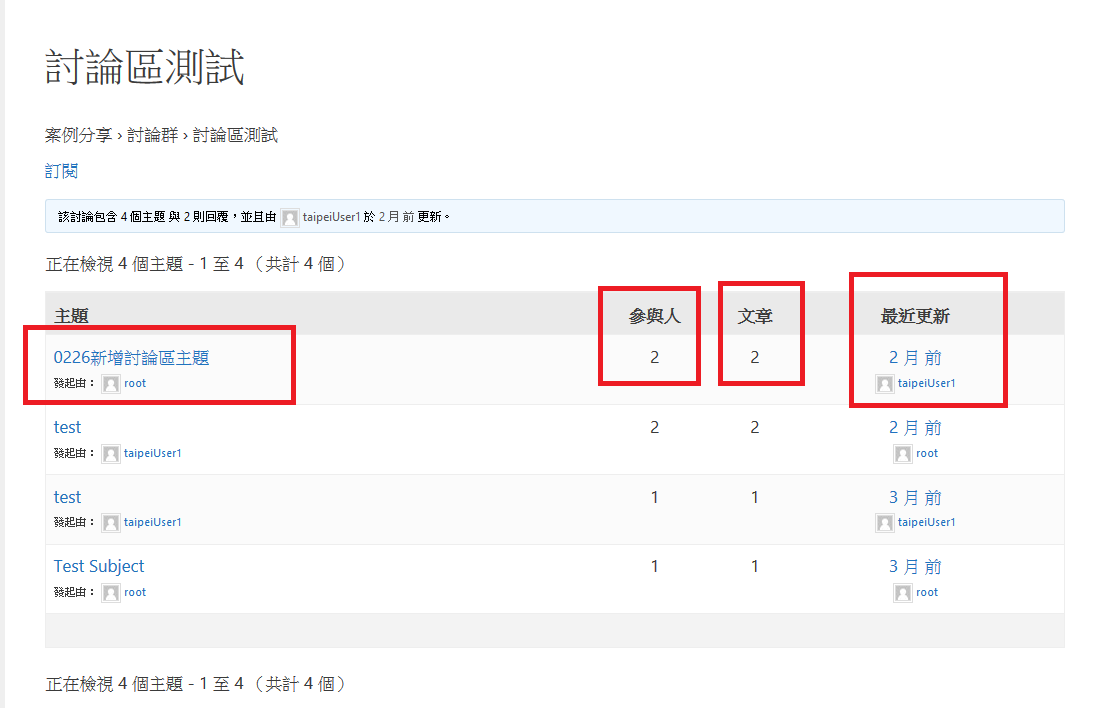 討論區測試
案例分享 › 討論群 › 討論區測試
訂閱
該討論包含 4 個主題 與 2 則回覆，並且由 taipeiUser1 於 2 月 前 更新。
正在檢視 4 個主題 - 1 至 4 （共計 4 個）
主題 參與人 文章 最近更新
0226新增討論區主題 2 2 2 月 前
發起由： root taipeiUser1
test 2 2 2 月 前
發起由： taipeiUser1 root
test 1 1 3 月 前
發起由： taipeiUser1 taipeiUser1
Test Subject 1 1 3 月 前
發起由： root root
正在檢視 4 個主題 - 1 至 4 （共計 4 個）